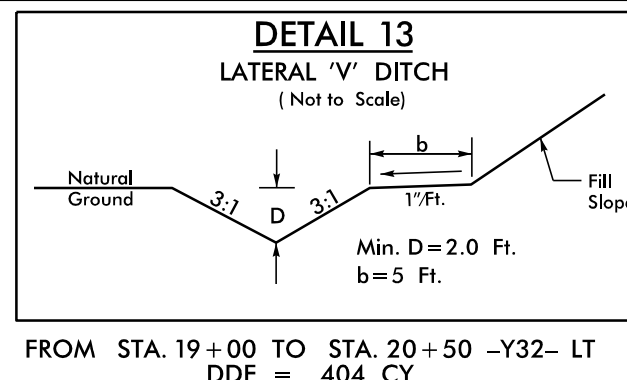 DETAIL 13
LATERAL 'V' DITCH
( Not to Scale)
b
Natural
Ground
3:1
D
3:1
1"/Ft.
Fill
Slope
Min. D = 2.0 Ft.
b = 5 Ft.
FROM STA. 19+00 TO STA. 20+50 -Y32- LT
DDE = 404 CY